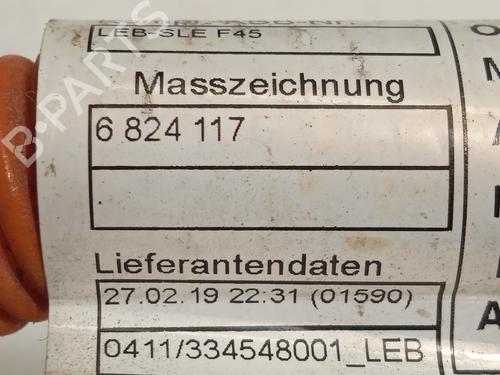 LEB-SLE F45
Masszeichnung
6 824 117
Lieferantendaten
27.02.19 22:31 (01590)
0411/334548001_LEB